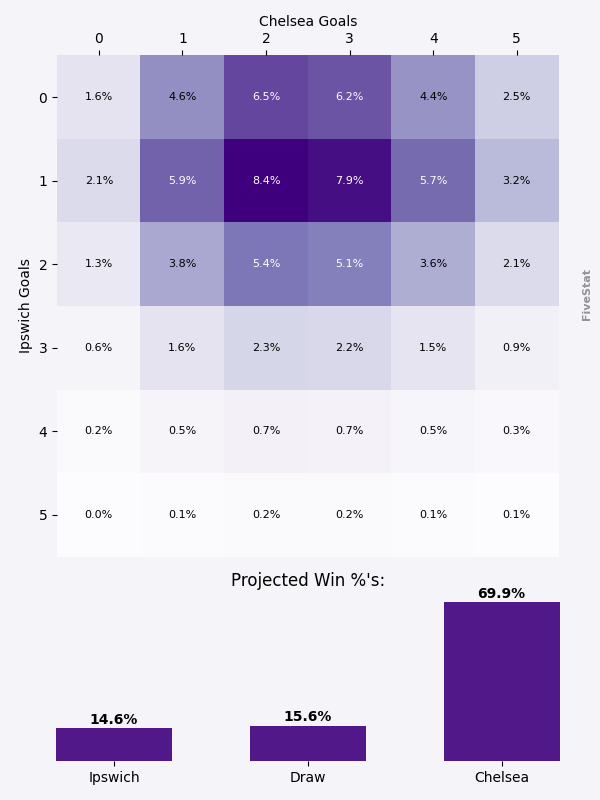 Chelsea Goals
0 1 2 3 4 5
0 1.6% 4.6% 6.5% 6.2% 4.4% 2.5%
1 2.1% 5.9% 8.4% 7.9% 5.7% 3.2%
2 1.3% 3.8% 5.4% 5.1% 3.6% 2.1%
3 0.6% 1.6% 2.3% 2.2% 1.5% 0.9%
4 0.2% 0.5% 0.7% 0.7% 0.5% 0.3%
5 0.0% 0.1% 0.2% 0.2% 0.1% 0.1%
Ipswich Goals
FiveStat
Projected Win %'s:
14.6% 15.6% 69.9%
Ipswich Draw Chelsea